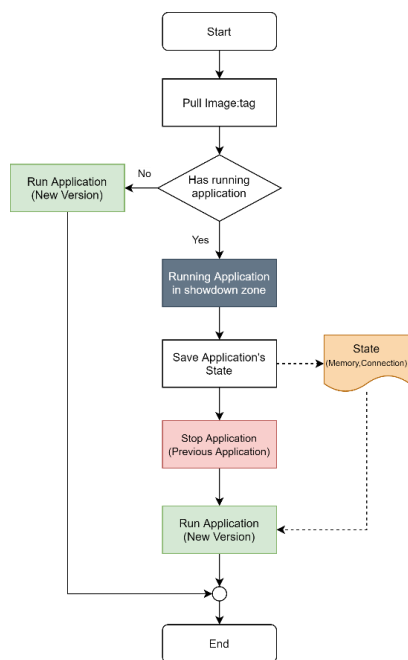 Start
Pull Image:tag
Has running
application
No
Run Application
(New Version)
Yes
Running Application
in showdown zone
Save Application's
State
State
(Memory,Connection)
Stop Application
(Previous Application)
Run Application
(New Version)
End